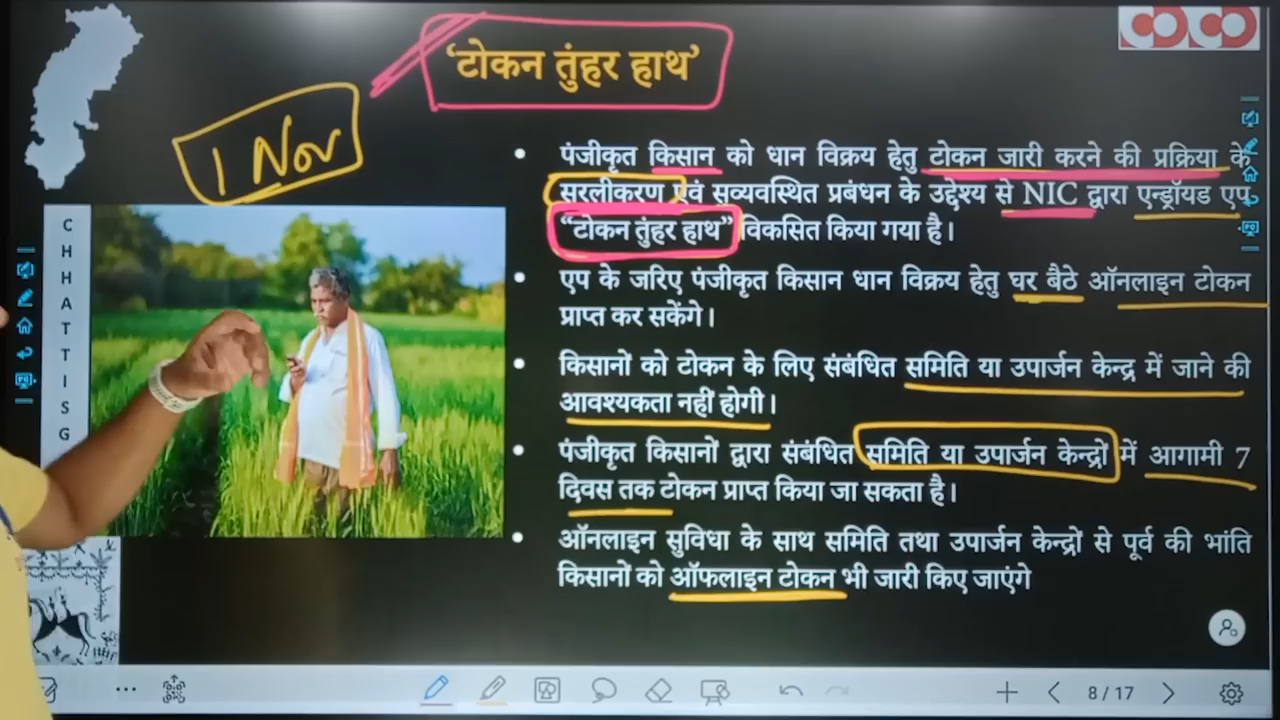 ‘टोकन तुंहर हाथ’
1 Nov
• पंजीकृत किसान को धान विक्रय हेतु टोकन जारी करने की प्रक्रिया के
सरलीकरण एवं सव्यवस्थित प्रबंधन के उद्देश्य से NIC द्वारा एन्ड्रॉयड एप
“टोकन तुंहर हाथ” विकसित किया गया है।
• एप के जरिए पंजीकृत किसान धान विक्रय हेतु घर बैठे ऑनलाइन टोकन
प्राप्त कर सकेंगे।
• किसानों को टोकन के लिए संबंधित समिति या उपार्जन केन्द्र में जाने की
आवश्यकता नहीं होगी।
• पंजीकृत किसानों द्वारा संबंधित समिति या उपार्जन केन्द्रों में आगामी 7
दिवस तक टोकन प्राप्त किया जा सकता है।
• ऑनलाइन सुविधा के साथ समिति तथा उपार्जन केन्द्रों से पूर्व की भांति
किसानों को ऑफलाइन टोकन भी जारी किए जाएंगे
C
H
H
A
T
T
I
S
G
8 / 17